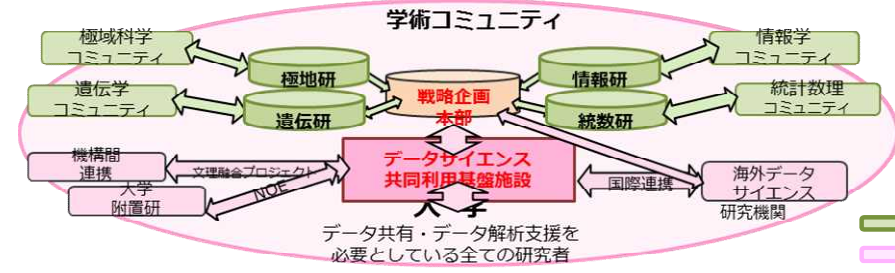 学術コミュニティ
極域科学
コミュニティ
極地研
遺伝学
コミュニティ
遺伝研
戦略企画
本部
情報研
情報学
コミュニティ
統数研
統計数理
コミュニティ
機構間
連携
文理融合プロジェクト
大学
附置研
NOE
データサイエンス
共同利用基盤施設
国際連携
海外データ
サイエンス
研究機関
大学
データ共有・データ解析支援を
必要としている全ての研究者